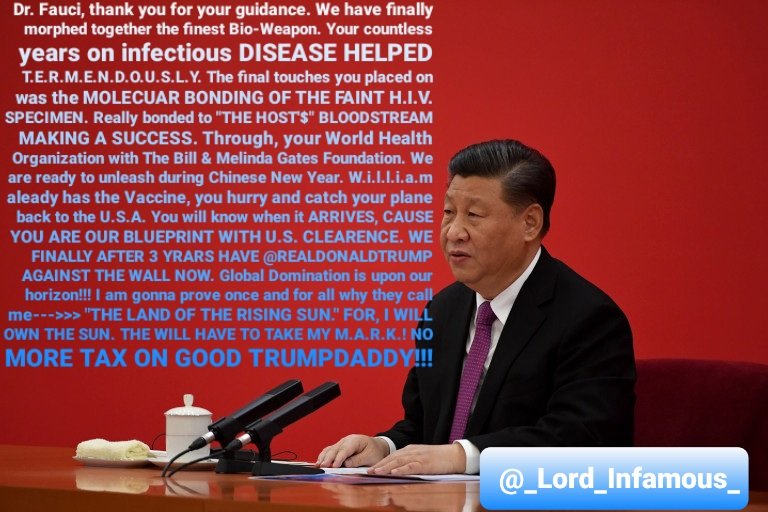 Dr. Fauci, thank you for your guidance. We have finally
morphed together the finest Bio-Weapon. Your countless
years on infectious DISEASE HELPED
T.E.R.M.E.N.D.O.U.S.L.Y. The final touches you placed on
was the MOLECUAR BONDING OF THE FAINT H.I.V.
SPECIMEN. Really bonded to "THE HOST'$" BLOODSTREAM
MAKING A SUCCESS. Through, your World Health
Organization with The Bill & Melinda Gates Foundation. We
are ready to unleash during Chinese New Year. W.i.l.l.i.a.m
aleady has the Vaccine, you hurry and catch your plane
back to the U.S.A. You will know when it ARRIVES, CAUSE
YOU ARE OUR BLUEPRINT WITH U.S. CLEARENCE. WE
FINALLY AFTER 3 YRARS HAVE @REALDONALDTRUMP
AGAINST THE WALL NOW. Global Domination is upon our
horizon!!! I am gonna prove once and for all why they call
me--->>> "THE LAND OF THE RISING SUN." FOR, I WILL
OWN THE SUN. THE WILL HAVE TO TAKE MY M.A.R.K.! NO
MORE TAX ON GOOD TRUMPDADDY!!!
@_Lord_Infamous_